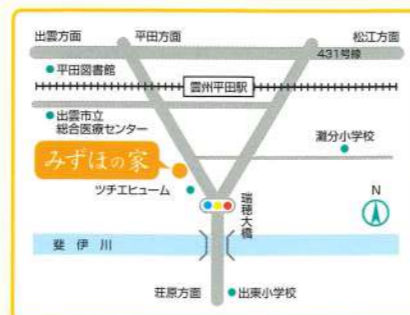 出雲方面
平田方面
松江方面
431号線
平田図書館
雲州平田駅
出雲市立
総合医療センター
灘分小学校
みずほの家
ツチエヒューム
瑞穂大橋
N
斐伊川
荘原方面
出東小学校